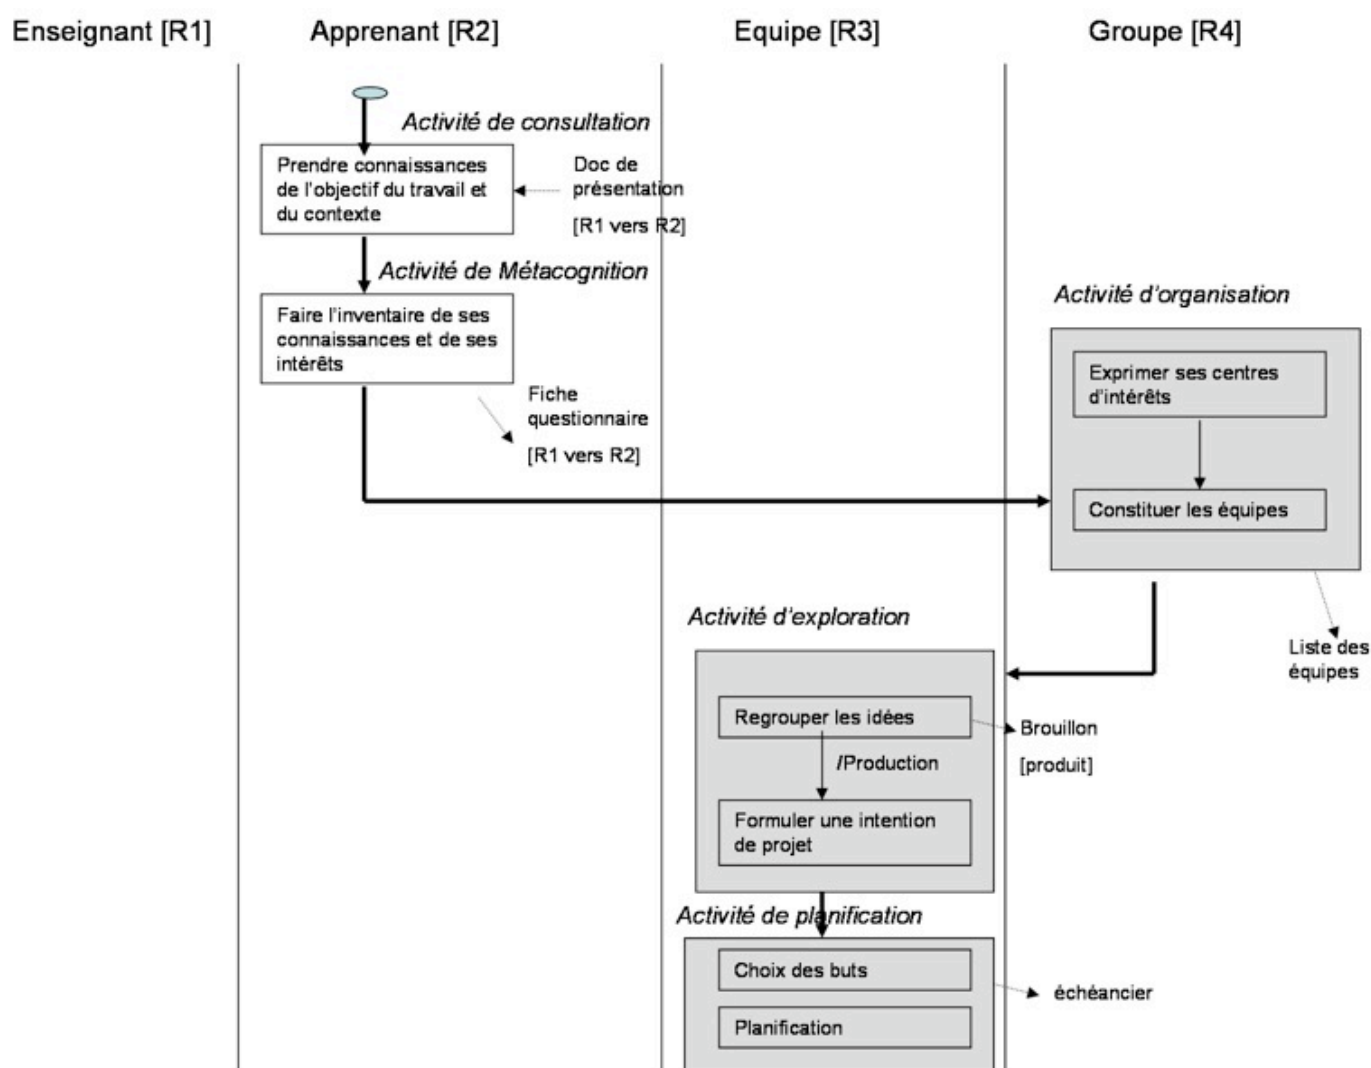 Enseignant [R1]
Apprenant [R2]
Equipe [R3]
Groupe [R4]
Activité de consultation
Prendre connaissances
de l'objectif du travail et
du contexte
Doc de
présentation
[R1 vers R2]
Activité de Métacognition
Faire l'inventaire de ses
connaissances et de ses
intérêts
Fiche
questionnaire
[R1 vers R2]
Activité d'organisation
Exprimer ses centres
d'intérêts
Constituer les équipes
Liste des
équipes
Activité d'exploration
Regrouper les idées
Brouillon
[produit]
/Production
Formuler une intention
de projet
Activité de planification
Choix des buts
échéancier
Planification